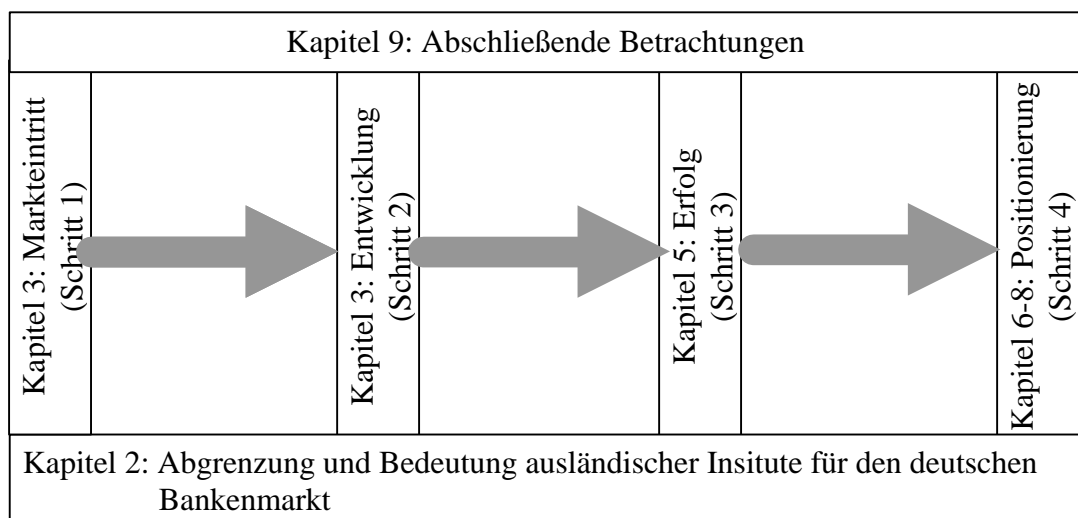 Kapitel 9: Abschließende Betrachtungen
Kapitel 3: Markteintritt
(Schritt 1)
Kapitel 3: Entwicklung
(Schritt 2)
Kapitel 5: Erfolg
(Schritt 3)
Kapitel 6-8: Positionierung
(Schritt 4)
Kapitel 2: Abgrenzung und Bedeutung ausländischer Insitute für den deutschen
Bankenmarkt